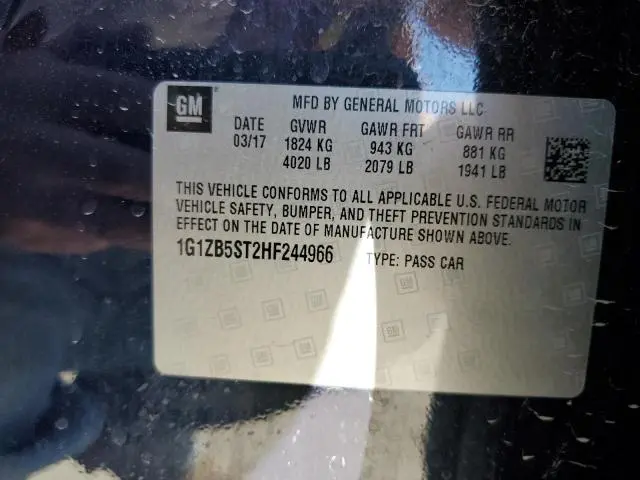 GM
MFD BY GENERAL MOTORS LLC
DATE GVWR GAWR FRT GAWR RR
03/17 1824 KG 943 KG 881 KG
4020 LB 2079 LB 1941 LB
THIS VEHICLE CONFORMS TO ALL APPLICABLE U.S. FEDERAL MOTOR
VEHICLE SAFETY, BUMPER, AND THEFT PREVENTION STANDARDS IN
EFFECT ON THE DATE OF MANUFACTURE SHOWN ABOVE.
1G1ZB5ST2HF244966 TYPE: PASS CAR